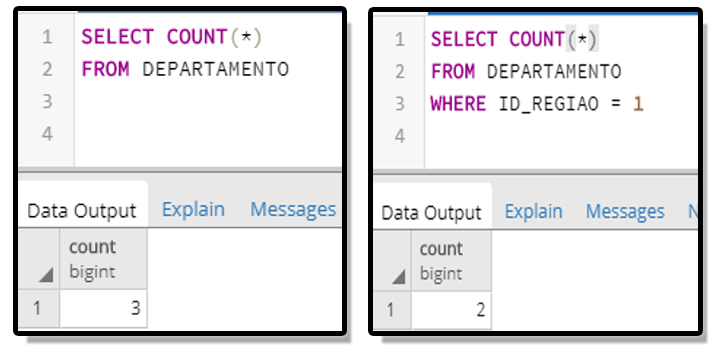 1 SELECT COUNT(*)
2 FROM DEPARTAMENTO
3
4
Data Output Explain Messages
count
bigint
1 3
1 SELECT COUNT(*)
2 FROM DEPARTAMENTO
3 WHERE ID_REGIAO = 1
4
Data Output Explain Messages N
count
bigint
1 2